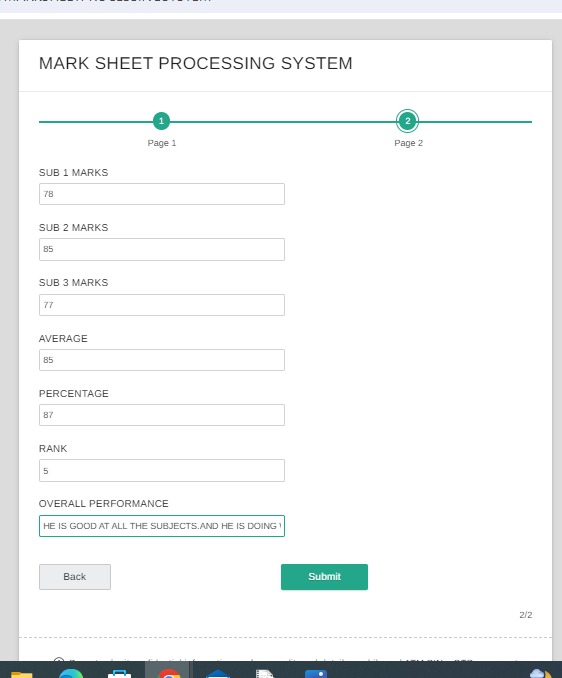 MARK SHEET PROCESSING SYSTEM
1
2
Page 1
Page 2
SUB 1 MARKS
78
SUB 2 MARKS
85
SUB 3 MARKS
77
AVERAGE
85
PERCENTAGE
87
RANK
5
OVERALL PERFORMANCE
HE IS GOOD AT ALL THE SUBJECTS.AND HE IS DOING
Back
Submit
2/2